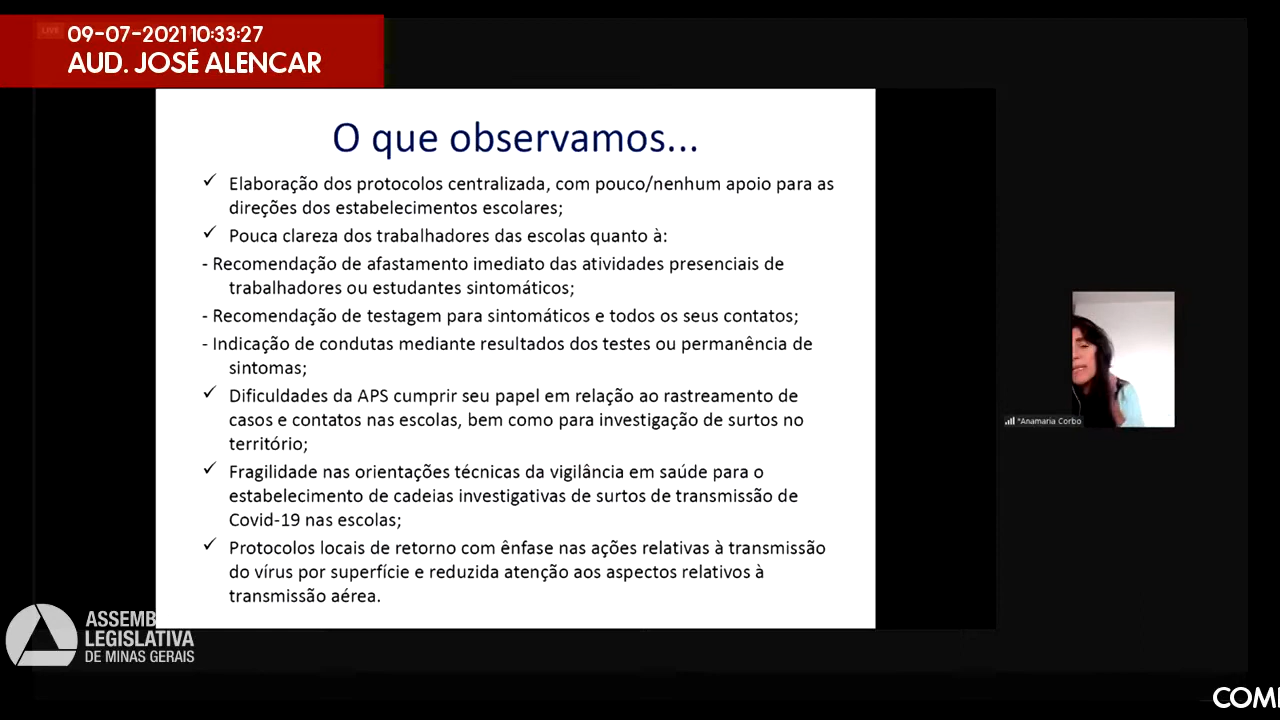 LIVE
09-07-2021 10:33:27
AUD. JOSÉ ALENCAR
O que observamos...
✓ Elaboração dos protocolos centralizada, com pouco/nenhum apoio para as
direções dos estabelecimentos escolares;
✓ Pouca clareza dos trabalhadores das escolas quanto à:
- Recomendação de afastamento imediato das atividades presenciais de
trabalhadores ou estudantes sintomáticos;
- Recomendação de testagem para sintomáticos e todos os seus contatos;
- Indicação de condutas mediante resultados dos testes ou permanência de
sintomas;
✓ Dificuldades da APS cumprir seu papel em relação ao rastreamento de
casos e contatos nas escolas, bem como para investigação de surtos no
território;
✓ Fragilidade nas orientações técnicas da vigilância em saúde para o
estabelecimento de cadeias investigativas de surtos de transmissão de
Covid-19 nas escolas;
✓ Protocolos locais de retorno com ênfase nas ações relativas à transmissão
do vírus por superfície e reduzida atenção aos aspectos relativos à
transmissão aérea.
*Anamaria Corbo
ASSEMB
LEGISLATIVA
DE MINAS GERAIS